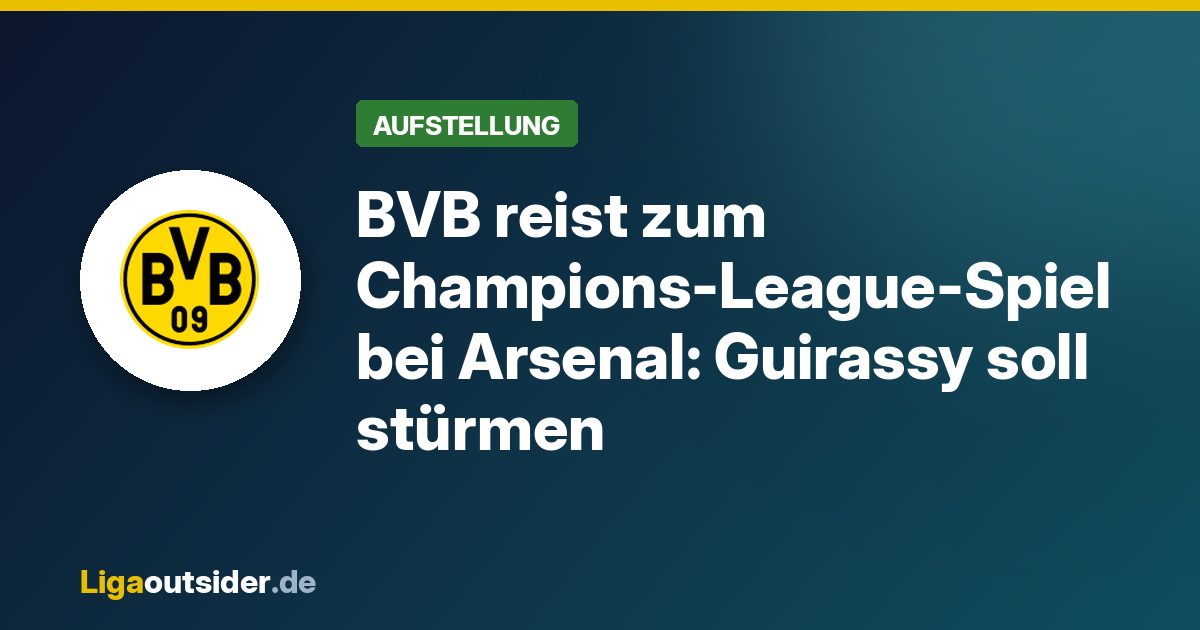 AUFSTELLUNG
BVB reist zum
Champions-League-Spiel
bei Arsenal: Guirassy soll
stürmen
BVB
09
Ligaoutsider.de